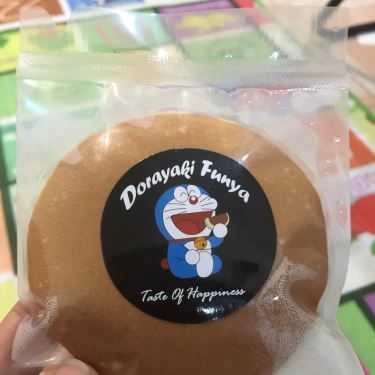 Dorayaki Funya
Taste Of Happiness